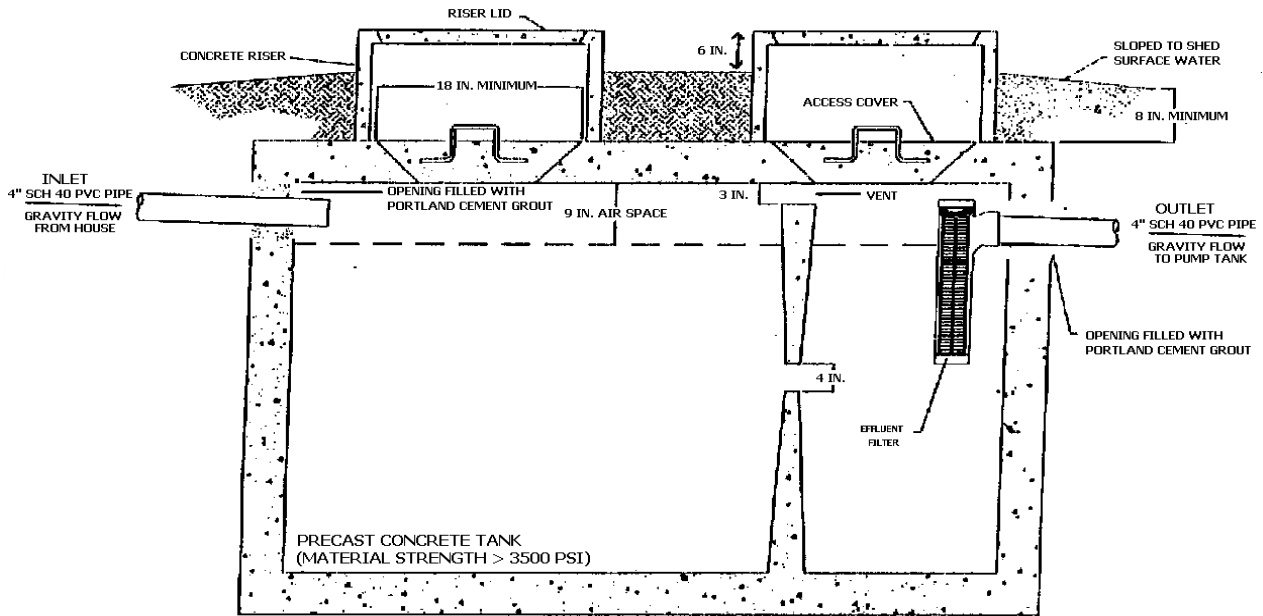 RISER LID
CONCRETE RISER
6 IN.
SLOPED TO SHED
SURFACE WATER
18 IN. MINIMUM
ACCESS COVER
8 IN. MINIMUM
INLET
4" SCH 40 PVC PIPE
GRAVITY FLOW
FROM HOUSE
OPENING FILLED WITH
PORTLAND CEMENT GROUT
9 IN. AIR SPACE
3 IN.
VENT
OUTLET
4" SCH 40 PVC PIPE
GRAVITY FLOW
TO PUMP TANK
OPENING FILLED WITH
PORTLAND CEMENT GROUT
4 IN.
EFFLUENT
FILTER
PRECAST CONCRETE TANK
(MATERIAL STRENGTH > 3500 PSI)